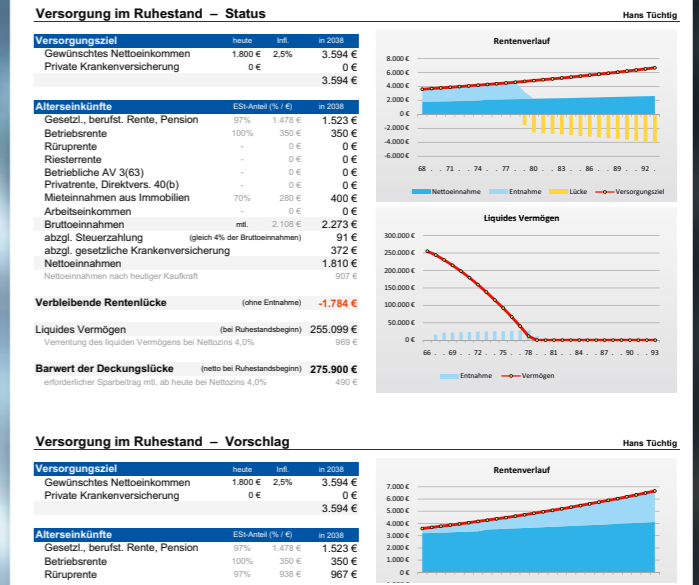 Versorgung im Ruhestand – Status Hans Tüchtig
Versorgungsziel heute Infl. in 2038
Gewünschtes Nettoeinkommen 1.800 € 2,5% 3.594 €
Private Krankenversicherung 0 € 0 €
3.594 €
Alterseinkünfte ESt-Anteil (% / €) in 2038
Gesetzl., berufst. Rente, Pension 97% 1.478 € 1.523 €
Betriebsrente 100% 350 € 350 €
Rüruprente - 0 € 0 €
Riesterrente - 0 € 0 €
Betriebliche AV 3(63) - 0 € 0 €
Privatrente, Direktvers. 40(b) - 0 € 0 €
Mieteinnahmen aus Immobilien 70% 280 € 400 €
Arbeitseinkommen - 0 € 0 €
Bruttoeinnahmen mtl. 2.108 € 2.273 €
abzgl. Steuerzahlung (gleich 4% der Bruttoeinnahmen) 91 €
abzgl. gesetzliche Krankenversicherung 372 €
Nettoeinnahmen 1.810 €
Nettoeinnahmen nach heutiger Kaufkraft 907 €
Verbleibende Rentenlücke (ohne Entnahme) -1.784 €
Liquides Vermögen (bei Ruhestandsbeginn) 255.099 €
Verrentung des liquiden Vermögens bei Nettozins 4,0% 969 €
Barwert der Deckungslücke (netto bei Ruhestandsbeginn) 275.900 €
erforderlicher Sparbeitrag mtl. ab heute bei Nettozins 4,0% 490 €
Rentenverlauf
8.000 €
6.000 €
4.000 €
2.000 €
0 €
-2.000 €
-4.000 €
-6.000 €
68 . . 71 . . 74 . . 77 . . 80 . . 83 . . 86 . . 89 . . 92 .
Nettoeinnahme Entnahme Lücke Versorgungsziel
Liquides Vermögen
300.000 €
250.000 €
200.000 €
150.000 €
100.000 €
50.000 €
0 €
66 . . 69 . . 72 . . 75 . . 78 . . 81 . . 84 . . 87 . . 90 . . 93
Entnahme Vermögen
Versorgung im Ruhestand – Vorschlag Hans Tüchtig
Versorgungsziel heute Infl. in 2038
Gewünschtes Nettoeinkommen 1.800 € 2,5% 3.594 €
Private Krankenversicherung 0 € 0 €
3.594 €
Alterseinkünfte ESt-Anteil (% / €) in 2038
Gesetzl., berufst. Rente, Pension 97% 1.478 € 1.523 €
Betriebsrente 100% 350 € 350 €
Rüruprente 97% 938 € 967 €
Rentenverlauf
7.000 €
6.000 €
5.000 €
4.000 €
3.000 €
2.000 €
1.000 €
0 €